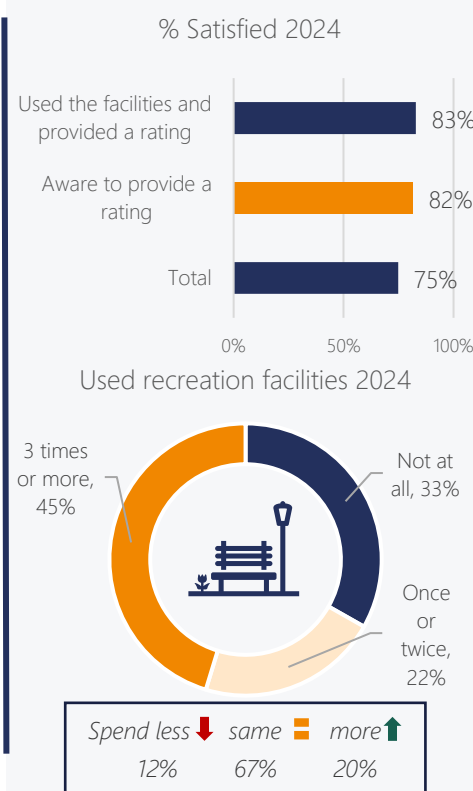 % Satisfied 2024
Used the facilities and
provided a rating
83%
Aware to provide a
rating
82%
Total
75%
0% 50% 100%
Used recreation facilities 2024
3 times
or more,
45%
Not at
all, 33%
Once
or
twice,
22%
Spend less same more
12% 67% 20%